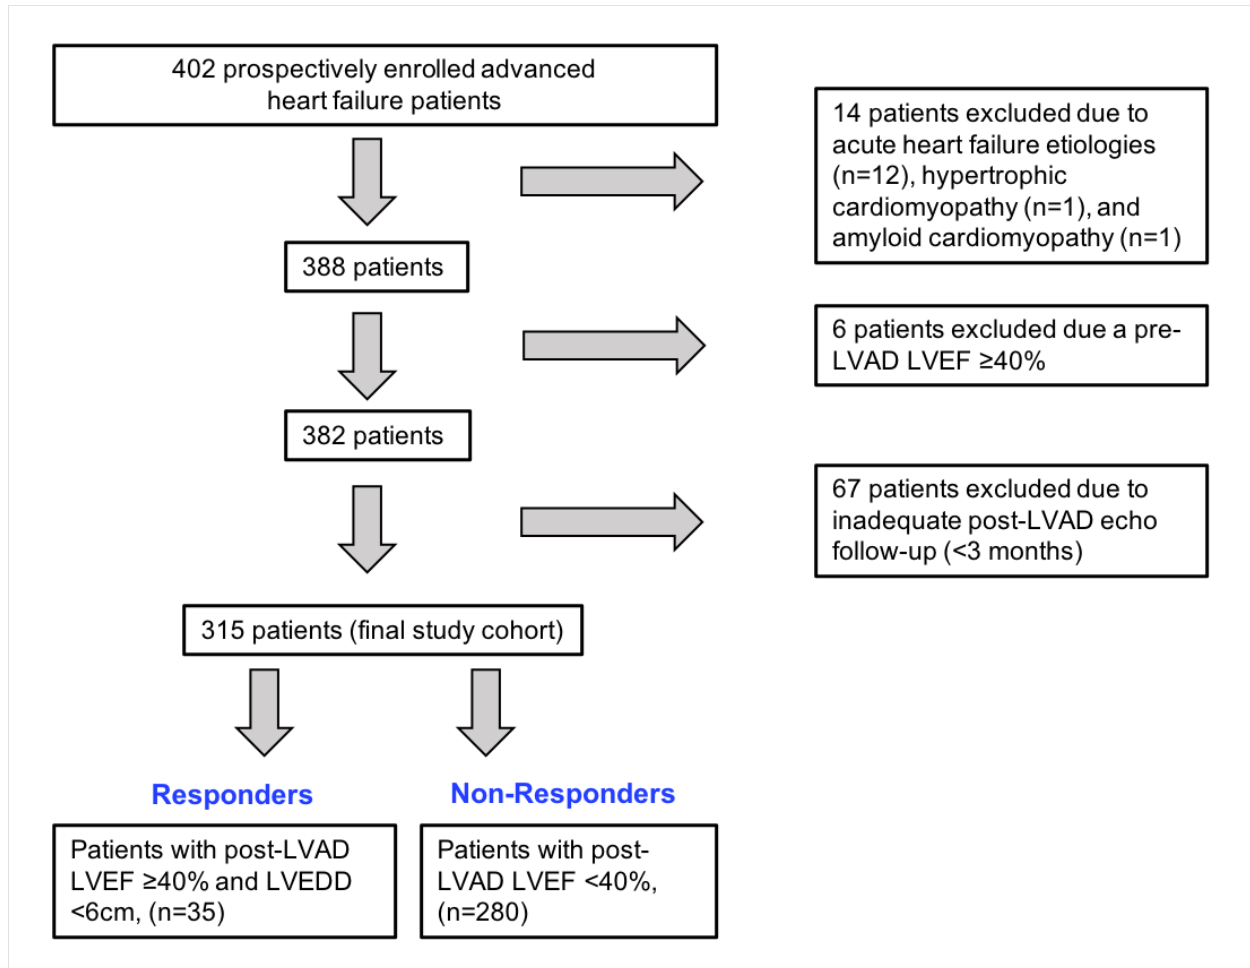 402 prospectively enrolled advanced
heart failure patients
14 patients excluded due to
acute heart failure etiologies
(n=12), hypertrophic
cardiomyopathy (n=1), and
amyloid cardiomyopathy (n=1)
388 patients
6 patients excluded due a pre-
LVAD LVEF ≥40%
382 patients
67 patients excluded due to
inadequate post-LVAD echo
follow-up (<3 months)
315 patients (final study cohort)
Responders
Patients with post-LVAD
LVEF ≥40% and LVEDD
<6cm, (n=35)
Non-Responders
Patients with post-
LVAD LVEF <40%,
(n=280)